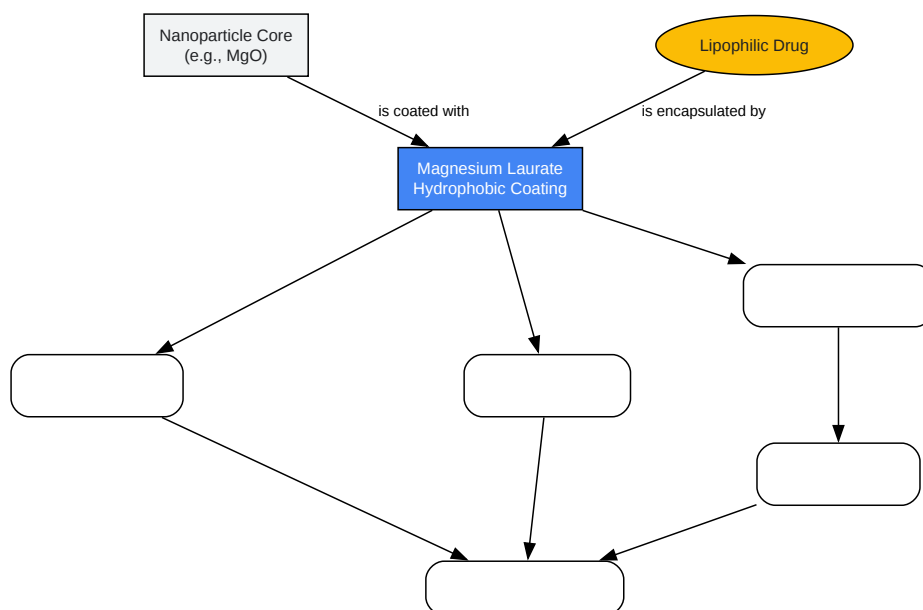 Nanoparticle Core
(e.g., MgO)
Lipophilic Drug
is coated with
is encapsulated by
Magnesium Laurate
Hydrophobic Coating